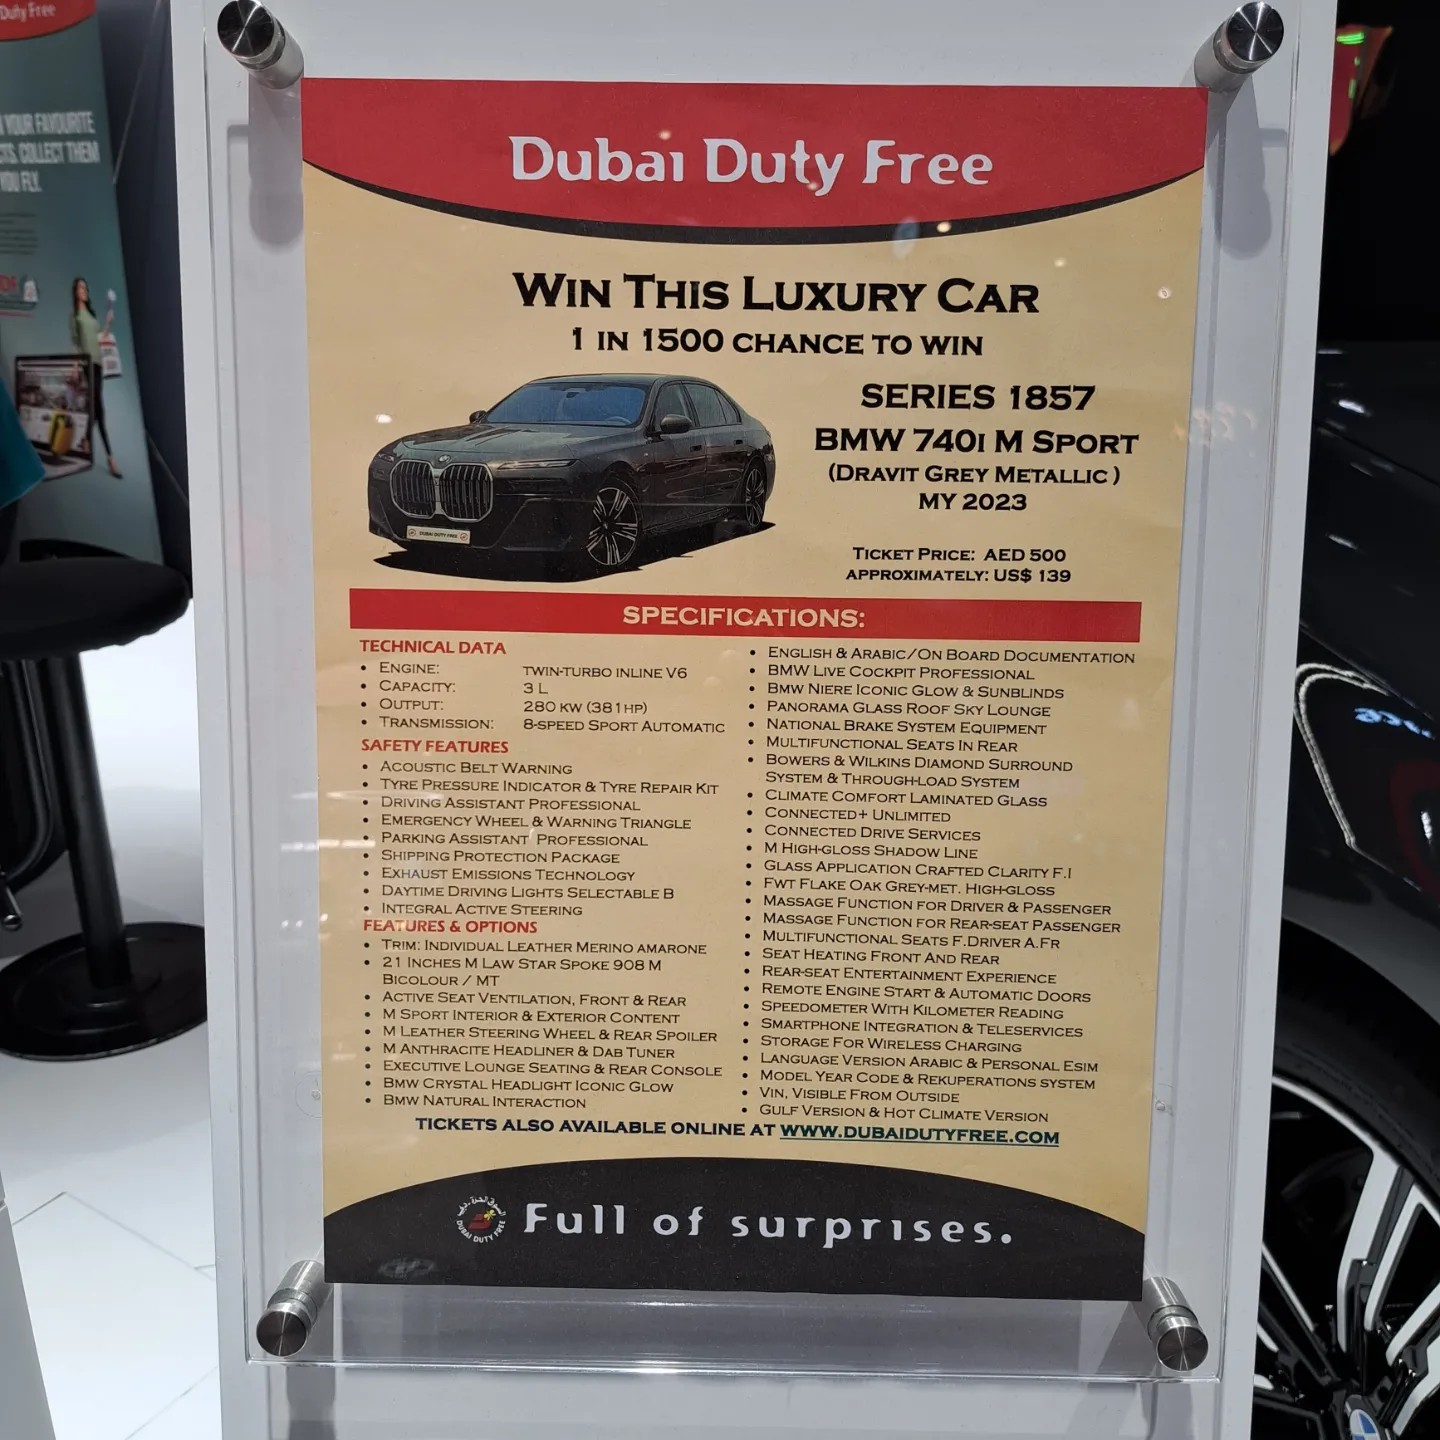 Duty Free
YOUR FAVOURITE
COLLECT THEM
YOU FLY.
Dubai Duty Free
WIN THIS LUXURY CAR
1 IN 1500 CHANCE TO WIN
SERIES 1857
BMW 740i M SPORT
(DRAVIT GREY METALLIC )
MY 2023
TICKET PRICE: AED 500
APPROXIMATELY: US$ 139
DUBAI DUTY FREE
SPECIFICATIONS:
TECHNICAL DATA
• ENGINE: TWIN-TURBO INLINE V6
• CAPACITY: 3 L
• OUTPUT: 280 KW (381HP)
• TRANSMISSION: 8-SPEED SPORT AUTOMATIC
SAFETY FEATURES
• ACOUSTIC BELT WARNING
• TYRE PRESSURE INDICATOR & TYRE REPAIR KIT
• DRIVING ASSISTANT PROFESSIONAL
• EMERGENCY WHEEL & WARNING TRIANGLE
• PARKING ASSISTANT PROFESSIONAL
• SHIPPING PROTECTION PACKAGE
• EXHAUST EMISSIONS TECHNOLOGY
• DAYTIME DRIVING LIGHTS SELECTABLE B
• INTEGRAL ACTIVE STEERING
FEATURES & OPTIONS
• TRIM: INDIVIDUAL LEATHER MERINO AMARONE
• 21 INCHES M LAW STAR SPOKE 908 M
BICOLOUR / MT
• ACTIVE SEAT VENTILATION, FRONT & REAR
• M SPORT INTERIOR & EXTERIOR CONTENT
• M LEATHER STEERING WHEEL & REAR SPOILER
• M ANTHRACITE HEADLINER & DAB TUNER
• EXECUTIVE LOUNGE SEATING & REAR CONSOLE
• BMW CRYSTAL HEADLIGHT ICONIC GLOW
• BMW NATURAL INTERACTION
• ENGLISH & ARABIC/ON BOARD DOCUMENTATION
• BMW LIVE COCKPIT PROFESSIONAL
• BMW NIERE ICONIC GLOW & SUNBLINDS
• PANORAMA GLASS ROOF SKY LOUNGE
• NATIONAL BRAKE SYSTEM EQUIPMENT
• MULTIFUNCTIONAL SEATS IN REAR
• BOWERS & WILKINS DIAMOND SURROUND
SYSTEM & THROUGH-LOAD SYSTEM
• CLIMATE COMFORT LAMINATED GLASS
• CONNECTED+ UNLIMITED
• CONNECTED DRIVE SERVICES
• M HIGH-GLOSS SHADOW LINE
• GLASS APPLICATION CRAFTED CLARITY F.I
• FWT FLAKE OAK GREY-MET. HIGH-GLOSS
• MASSAGE FUNCTION FOR DRIVER & PASSENGER
• MASSAGE FUNCTION FOR REAR-SEAT PASSENGER
• MULTIFUNCTIONAL SEATS F.DRIVER A.FR
• SEAT HEATING FRONT AND REAR
• REAR-SEAT ENTERTAINMENT EXPERIENCE
• REMOTE ENGINE START & AUTOMATIC DOORS
• SPEEDOMETER WITH KILOMETER READING
• SMARTPHONE INTEGRATION & TELESERVICES
• STORAGE FOR WIRELESS CHARGING
• LANGUAGE VERSION ARABIC & PERSONAL ESIM
• MODEL YEAR CODE & REKUPERATIONS SYSTEM
• VIN, VISIBLE FROM OUTSIDE
• GULF VERSION & HOT CLIMATE VERSION
TICKETS ALSO AVAILABLE ONLINE AT WWW.DUBAIDUTYFREE.COM
DUBAI DUTY FREE
Full of surprises.